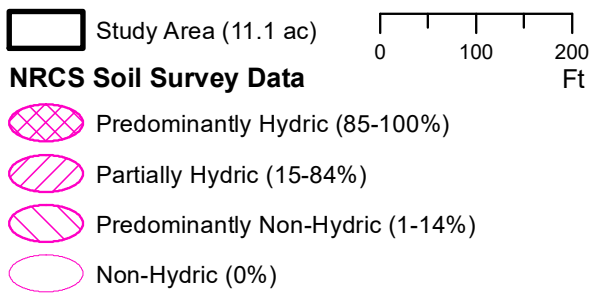 Study Area (11.1 ac)
0 100 200
Ft
NRCS Soil Survey Data
Predominantly Hydric (85-100%)
Partially Hydric (15-84%)
Predominantly Non-Hydric (1-14%)
Non-Hydric (0%)